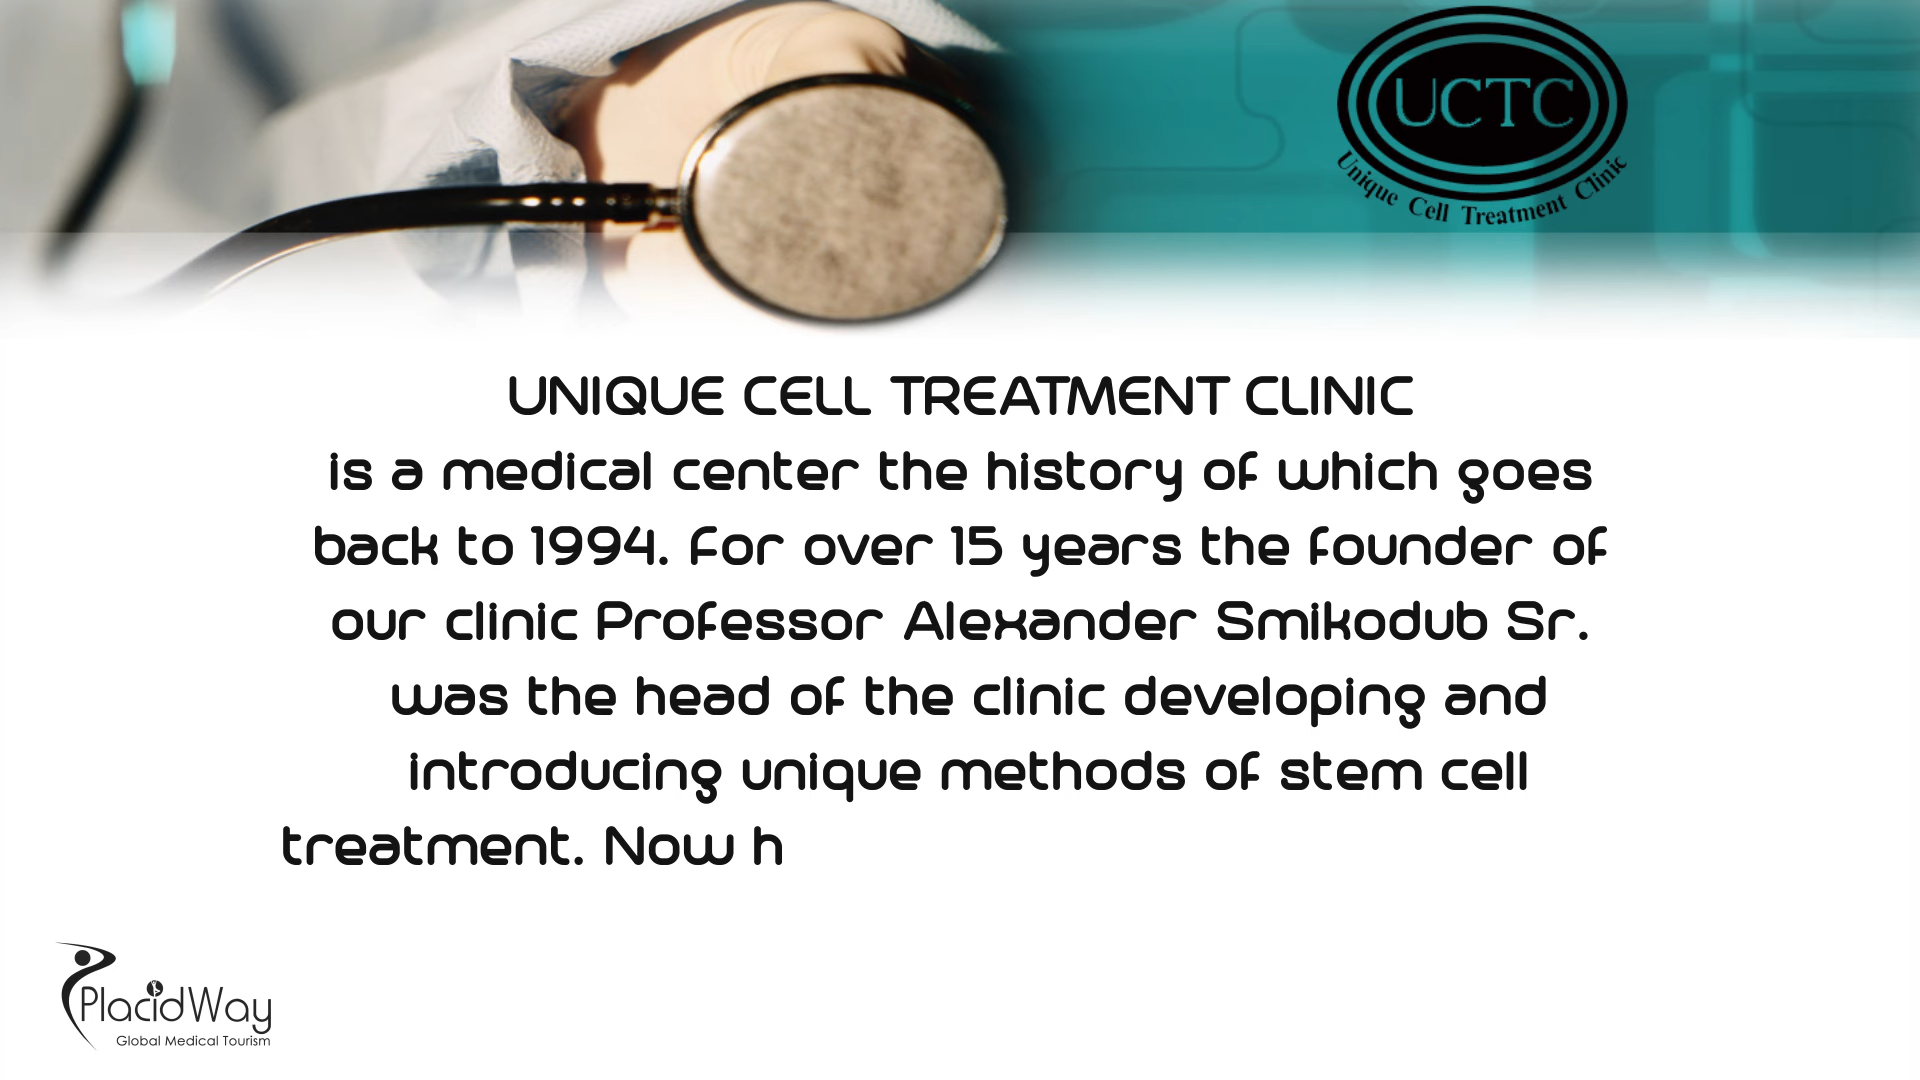 UCTC
Unique Cell Treatment Clinic
UNIQUE CELL TREATMENT CLINIC
is a medical center the history of which goes
back to 1994. For over 15 years the founder of
our clinic Professor Alexander Smikodub Sr.
was the head of the clinic developing and
introducing unique methods of stem cell
treatment. Now h
PlacidWay
Global Medical Tourism